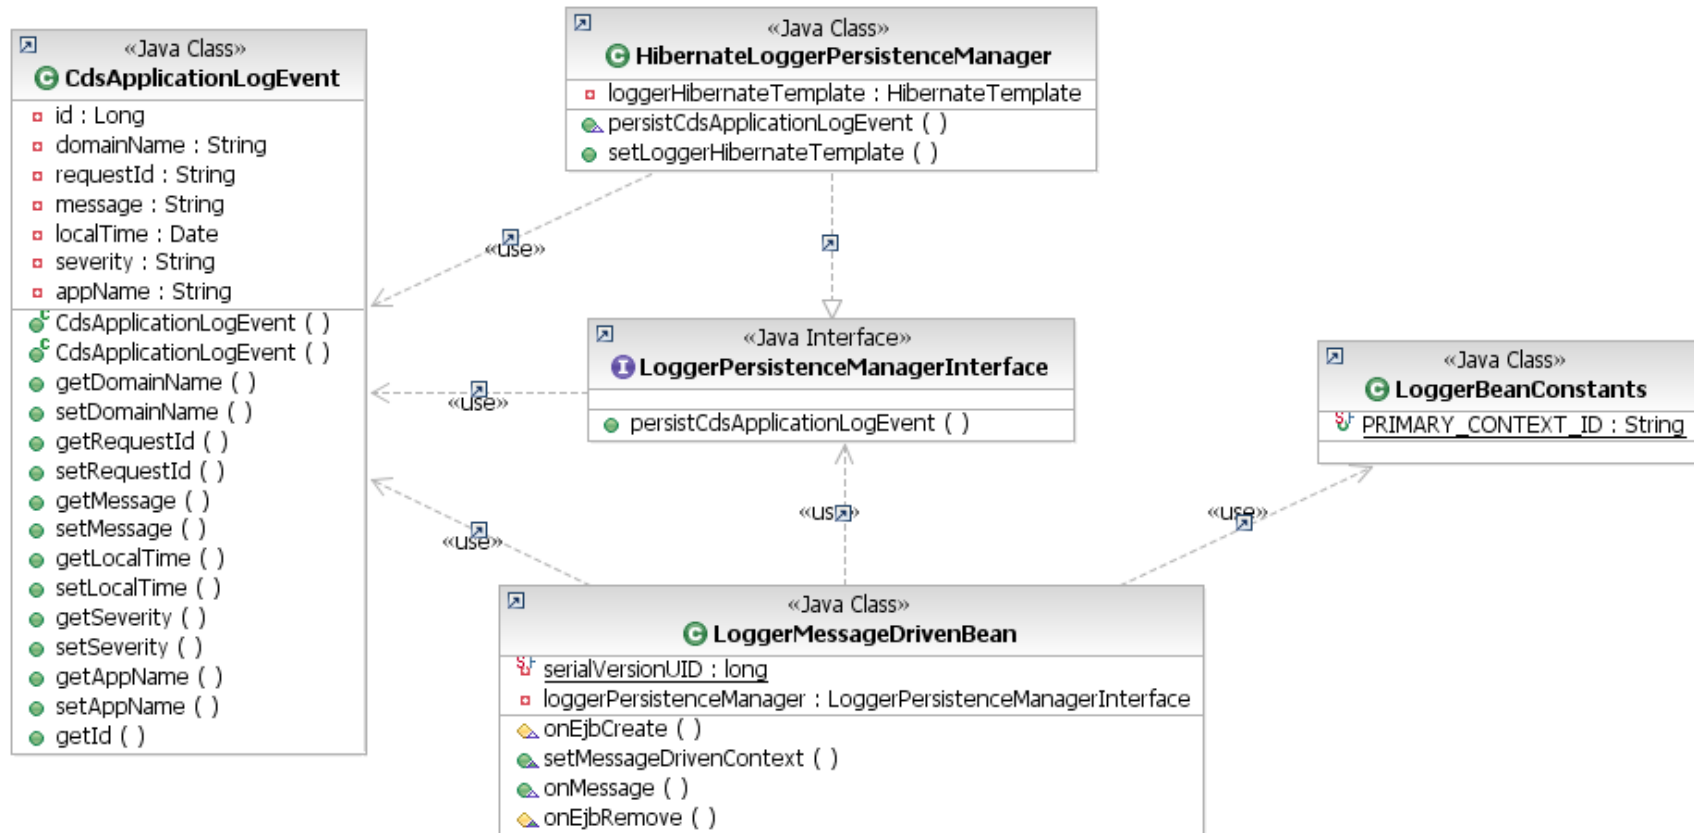 «Java Class»
CdsApplicationLogEvent
id : Long
domainName : String
requestId : String
message : String
localTime : Date
severity : String
appName : String
CdsApplicationLogEvent ( )
CdsApplicationLogEvent ( )
getDomainName ( )
setDomainName ( )
getRequestId ( )
setRequestId ( )
getMessage ( )
setMessage ( )
getLocalTime ( )
setLocalTime ( )
getSeverity ( )
setSeverity ( )
getAppName ( )
setAppName ( )
getId ( )
«Java Class»
HibernateLoggerPersistenceManager
loggerHibernateTemplate : HibernateTemplate
persistCdsApplicationLogEvent ( )
setLoggerHibernateTemplate ( )
«use»
«Java Interface»
LoggerPersistenceManagerInterface
persistCdsApplicationLogEvent ( )
«use»
«Java Class»
LoggerBeanConstants
PRIMARY_CONTEXT_ID : String
«use»
«use»
«use»
«Java Class»
LoggerMessageDrivenBean
serialVersionUID : long
loggerPersistenceManager : LoggerPersistenceManagerInterface
onEjbCreate ( )
setMessageDrivenContext ( )
onMessage ( )
onEjbRemove ( )